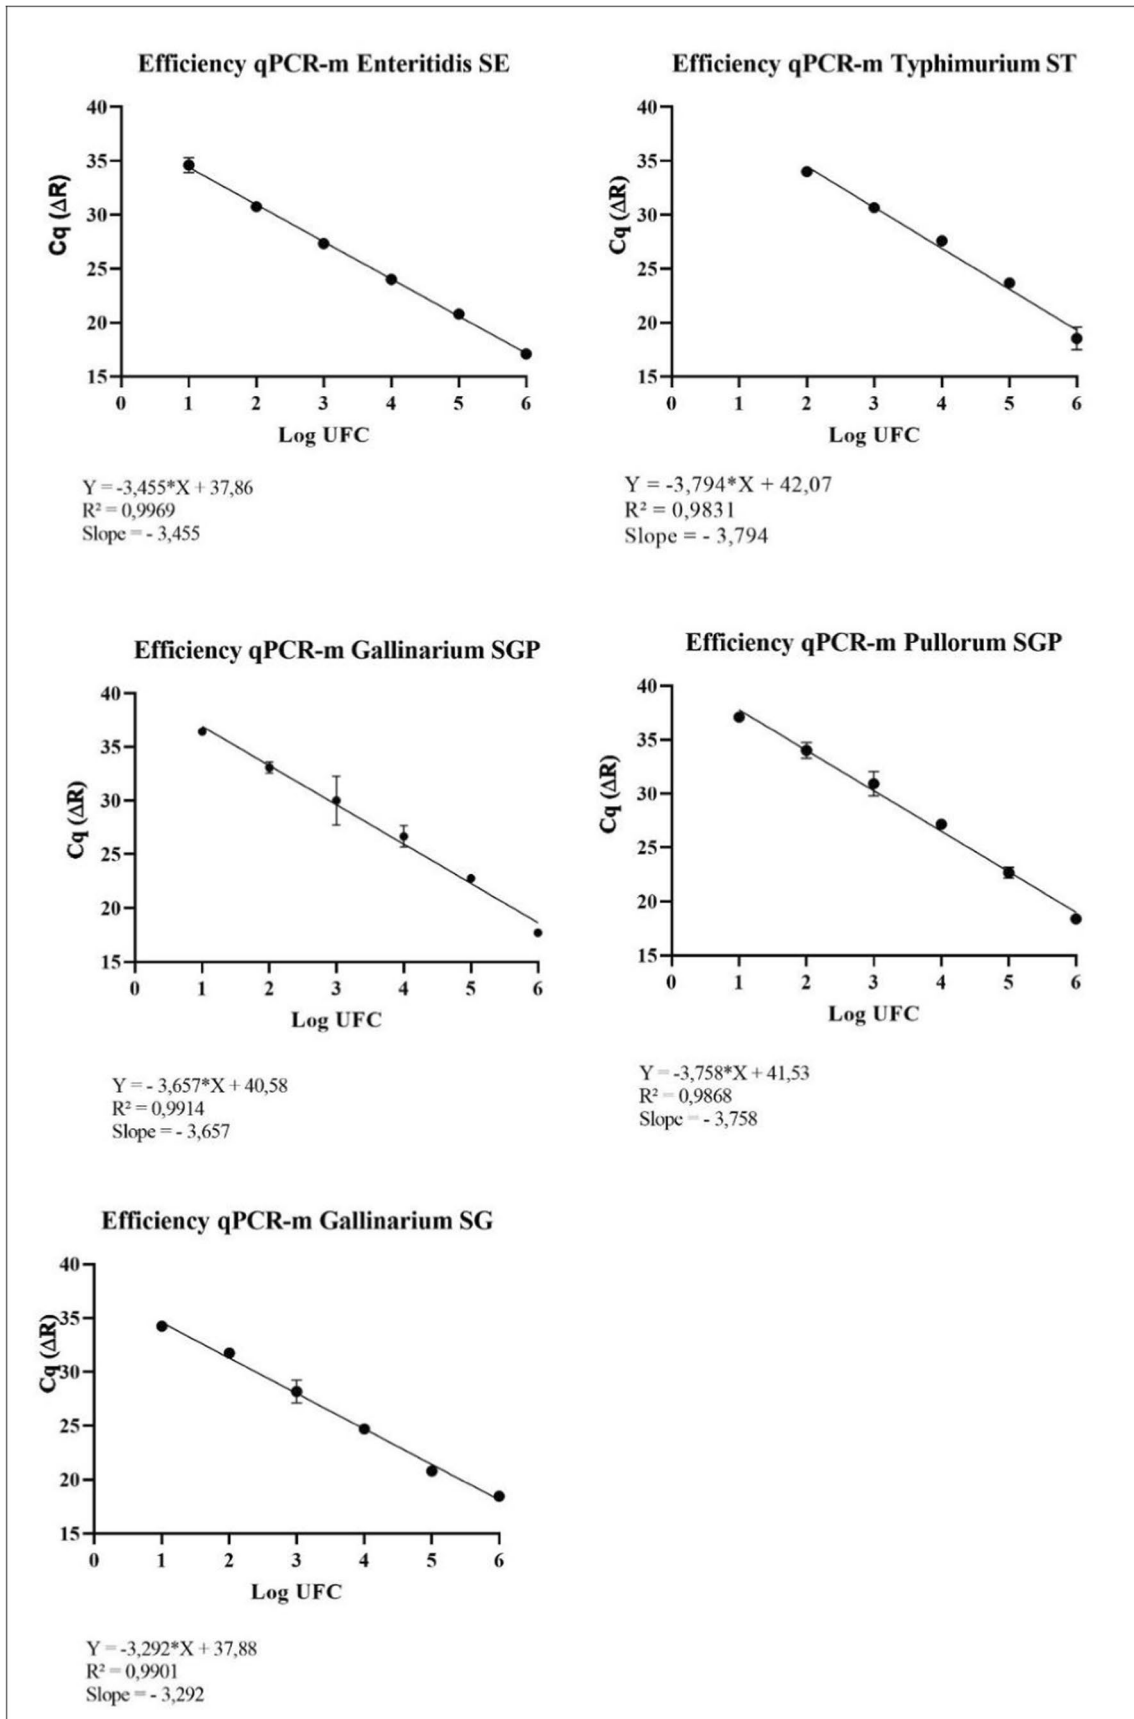 Efficiency qPCR-m Enteritidis SE
40
35
30
25
20
15
Cq (ΔR)
0 1 2 3 4 5 6
Log UFC
Y = -3,455*X + 37,86
R² = 0,9969
Slope = - 3,455
Efficiency qPCR-m Typhimurium ST
40
35
30
25
20
15
Cq (ΔR)
0 1 2 3 4 5 6
Log UFC
Y = -3,794*X + 42,07
R² = 0,9831
Slope = - 3,794
Efficiency qPCR-m Gallinarium SGP
40
35
30
25
20
15
Cq (ΔR)
0 1 2 3 4 5 6
Log UFC
Y = - 3,657*X + 40,58
R² = 0,9914
Slope = - 3,657
Efficiency qPCR-m Pullorum SGP
40
35
30
25
20
15
Cq (ΔR)
0 1 2 3 4 5 6
Log UFC
Y = -3,758*X + 41,53
R² = 0,9868
Slope = - 3,758
Efficiency qPCR-m Gallinarium SG
40
35
30
25
20
15
Cq (ΔR)
0 1 2 3 4 5 6
Log UFC
Y = -3,292*X + 37,88
R² = 0,9901
Slope = - 3,292